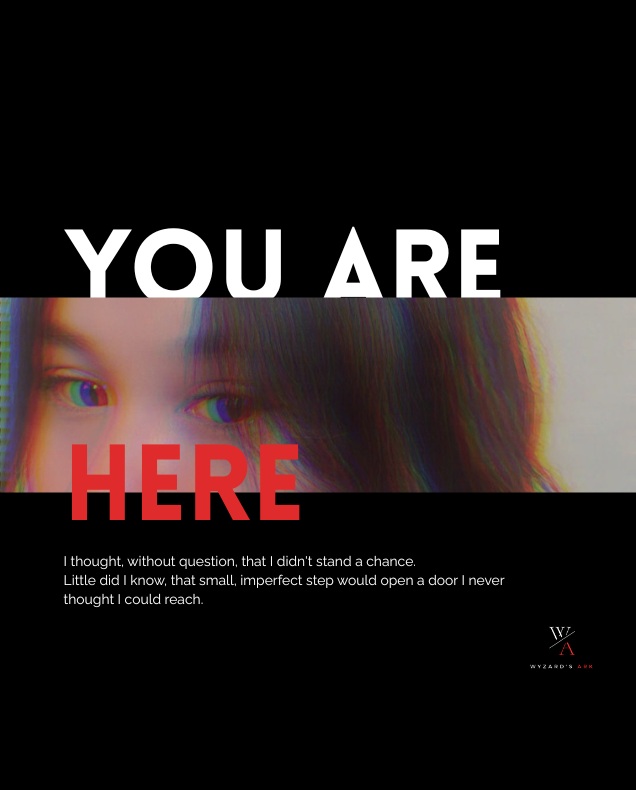 YOU ARE
HERE
I thought, without question, that I didn't stand a chance.
Little did I know, that small, imperfect step would open a door I never
thought I could reach.
W
A
WYZARD'S ARK